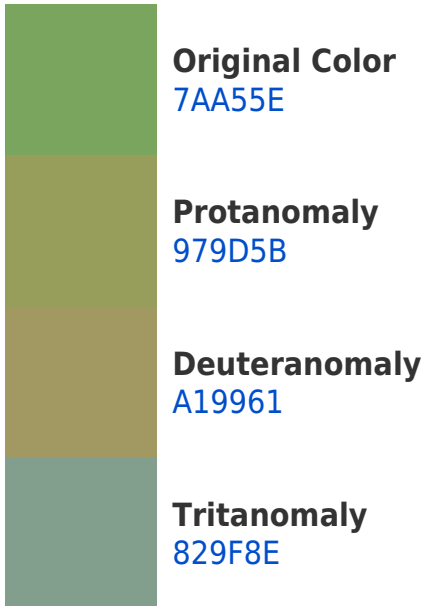 Original Color
7AA55E
Protanomaly
979D5B
Deuteranomaly
A19961
Tritanomaly
829F8E